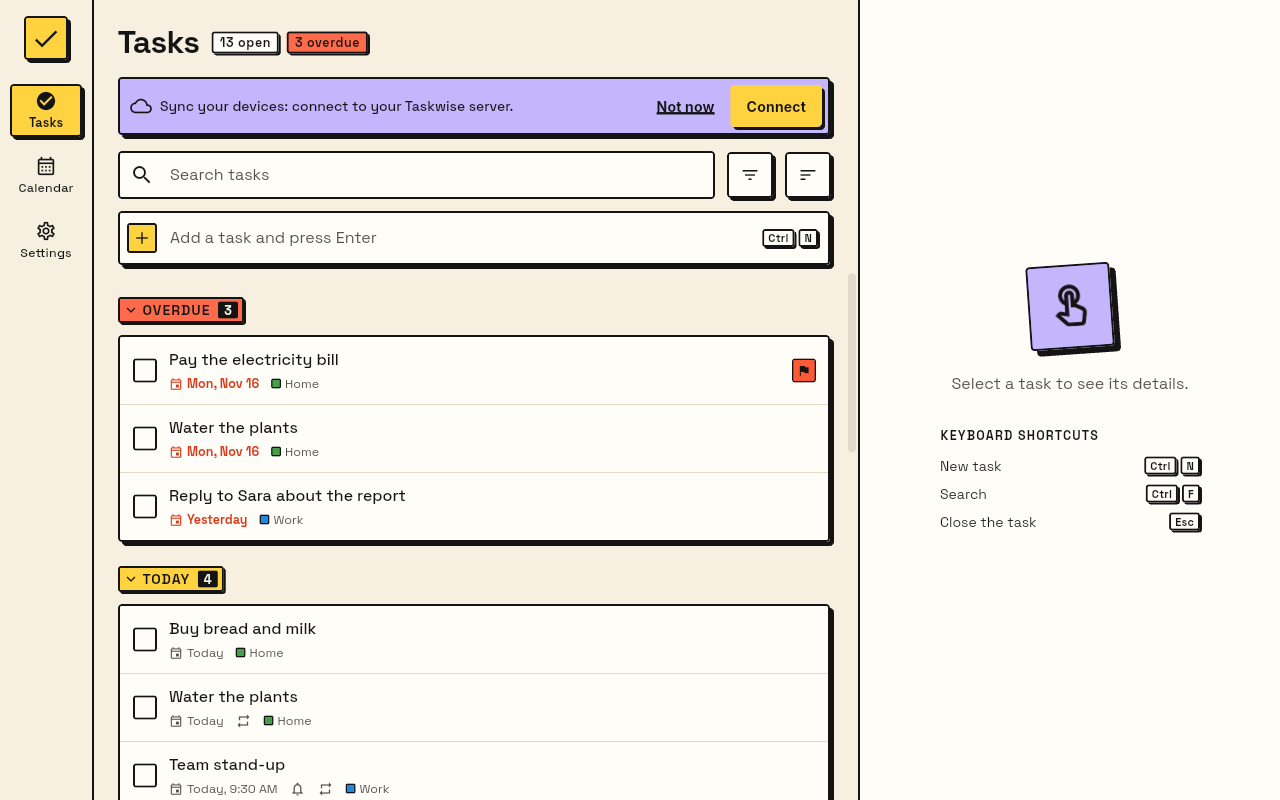 Tasks
13 open
3 overdue
Tasks
Calendar
Settings
Sync your devices: connect to your Taskwise server.
Not now
Connect
Search tasks
Add a task and press Enter
Ctrl N
OVERDUE 3
Pay the electricity bill
Mon, Nov 16 Home
Water the plants
Mon, Nov 16 Home
Reply to Sara about the report
Yesterday Work
TODAY 4
Buy bread and milk
Today Home
Water the plants
Today Home
Team stand-up
Today, 9:30 AM Work
Select a task to see its details.
KEYBOARD SHORTCUTS
New task Ctrl N
Search Ctrl F
Close the task Esc